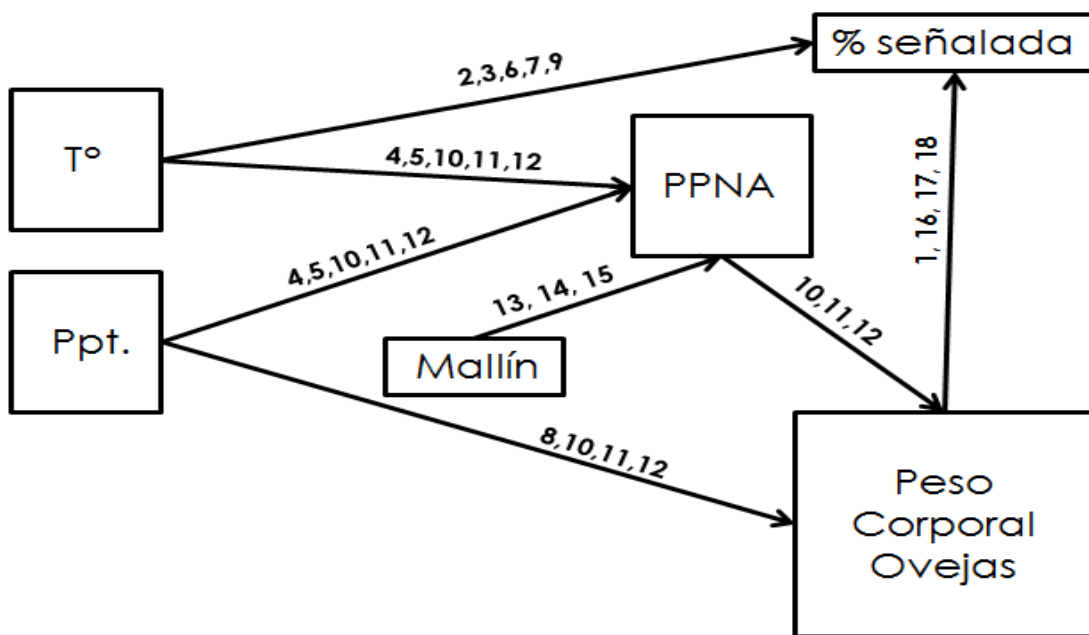 % señalada
2,3,6,7,9
T°
4,5,10,11,12
PPNA
1, 16, 17, 18
4,5,10,11,12
13, 14, 15
10,11,12
Ppt.
Mallín
8,10,11,12
Peso
Corporal
Ovejas